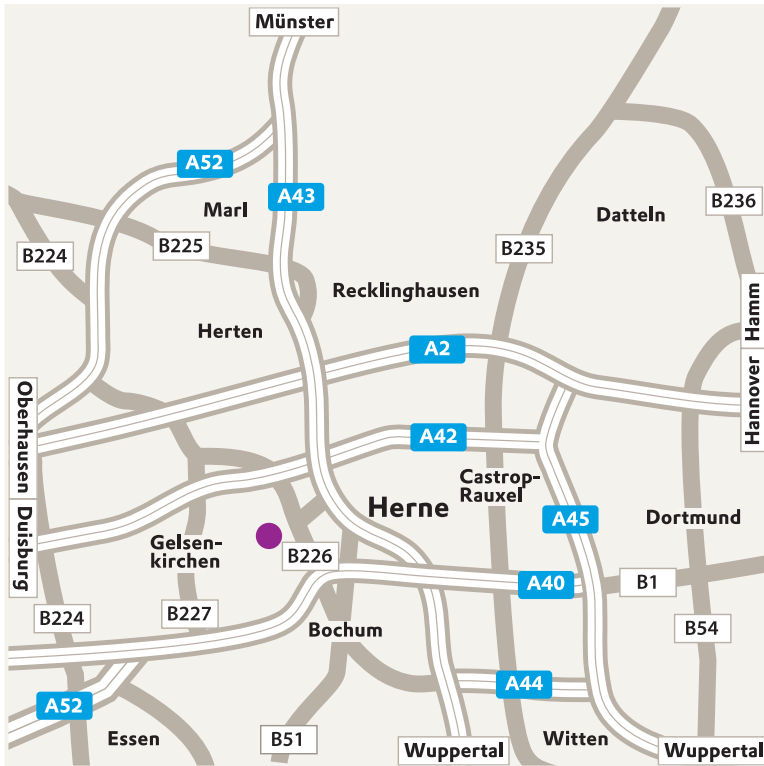 Münster
A52
A43
Marl
B236
Datteln
B225
B235
B224
Recklinghausen
Hamm
Herten
A2
Hannover
Oberhausen
A42
Castrop-
Rauxel
Herne
A45
Dortmund
Duisburg
Gelsen-
kirchen
B226
A40
B1
B224
B227
Bochum
B54
A44
A52
Essen
B51
Wuppertal
Witten
Wuppertal